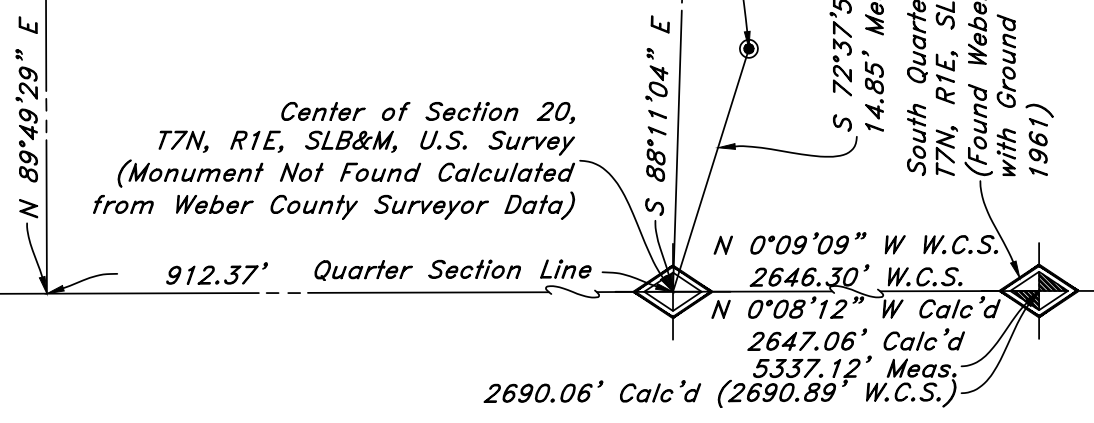 N 89°49'29" E
Center of Section 20,
T7N, R1E, SLB&M, U.S. Survey
(Monument Not Found Calculated
from Weber County Surveyor Data)
S 88°11'04" E
S 72°37'5
14.85' Me
South Quarte
T7N, R1E, SL
(Found Webe
with Ground
1961)
912.37'
Quarter Section Line
N 0°09'09" W W.C.S.
2646.30' W.C.S.
N 0°08'12" W Calc'd
2647.06' Calc'd
5337.12' Meas.
2690.06' Calc'd (2690.89' W.C.S.)